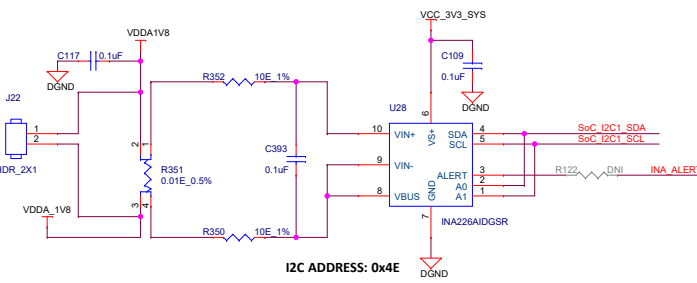 VCC_3V3_SYS
VDDA1V8
C117
0.1uF
DGND
C109
0.1uF
DGND
J22
1
2
HDR_2X1
R352
10E_1%
U28
6
10
VIN+
VS+
SDA
4
SoC_I2C1_SDA
SCL
5
SoC_I2C1_SCL
2
1
R351
0.01E_0.5%
3
4
C393
0.1uF
9
VIN-
ALERT
3
R122
DNI
INA_ALERT
A0
2
8
VBUS
GND
A1
1
VDDA_1V8
7
INA226AIDGSR
R350
10E_1%
I2C ADDRESS: 0x4E
DGND